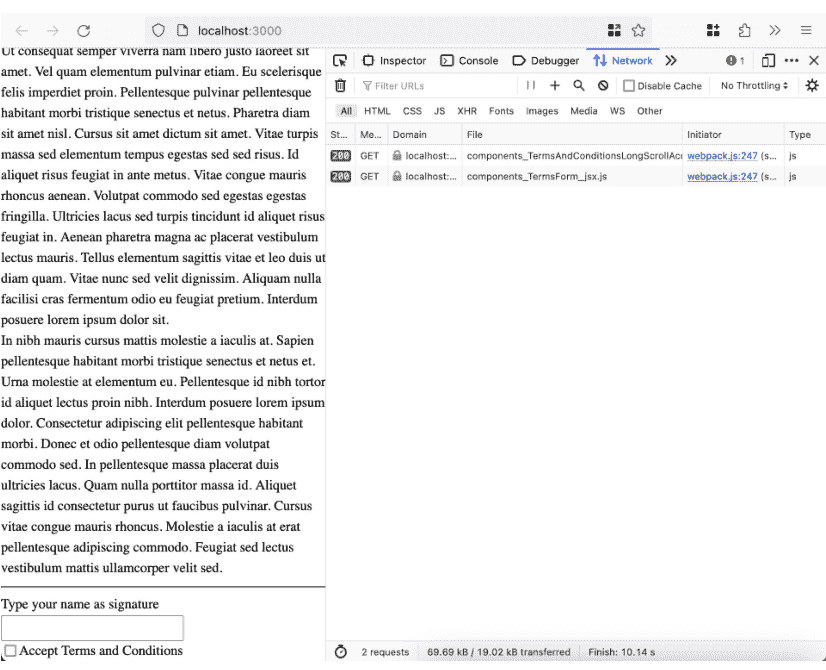 localhost:3000
Ut consequat semper viverra nam libero justo laoreet sit
amet. Vel quam elementum pulvinar etiam. Eu scelerisque
felis imperdiet proin. Pellentesque pulvinar pellentesque
habitant morbi tristique senectus et netus. Pharetra diam
sit amet nisl. Cursus sit amet dictum sit amet. Vitae turpis
massa sed elementum tempus egestas sed sed risus. Id
aliquet risus feugiat in ante metus. Vitae congue mauris
rhoncus aenean. Volutpat commodo sed egestas egestas
fringilla. Ultricies lacus sed turpis tincidunt id aliquet risus
feugiat in. Aenean pharetra magna ac placerat vestibulum
lectus mauris. Tellus elementum sagittis vitae et leo duis ut
diam quam. Vitae nunc sed velit dignissim. Aliquam nulla
facilisi cras fermentum odio eu feugiat pretium. Interdum
posuere lorem ipsum dolor sit.
In nibh mauris cursus mattis molestie a iaculis at. Sapien
pellentesque habitant morbi tristique senectus et netus et.
Urna molestie at elementum eu. Pellentesque id nibh tortor
id aliquet lectus proin nibh. Interdum posuere lorem ipsum
dolor. Consectetur adipiscing elit pellentesque habitant
morbi. Donec et odio pellentesque diam volutpat
commodo sed. In pellentesque massa placerat duis
ultricies lacus. Quam nulla porttitor massa id. Aliquet
sagittis id consectetur purus ut faucibus pulvinar. Cursus
vitae congue mauris rhoncus. Molestie a iaculis at erat
pellentesque adipiscing commodo. Feugiat sed lectus
vestibulum mattis ullamcorper velit sed.
Type your name as signature
Accept Terms and Conditions
Inspector Console Debugger Network 1
Filter URLs Disable Cache No Throttling
All HTML CSS JS XHR Fonts Images Media WS Other
St... Me... Domain File Initiator Type
200 GET localhost:... components_TermsAndConditionsLongScrollAcc webpack.js:247 (s... js
200 GET localhost:... components_TermsForm_jsx.js webpack.js:247 (s... js
2 requests 69.69 kB / 19.02 kB transferred Finish: 10.14 s